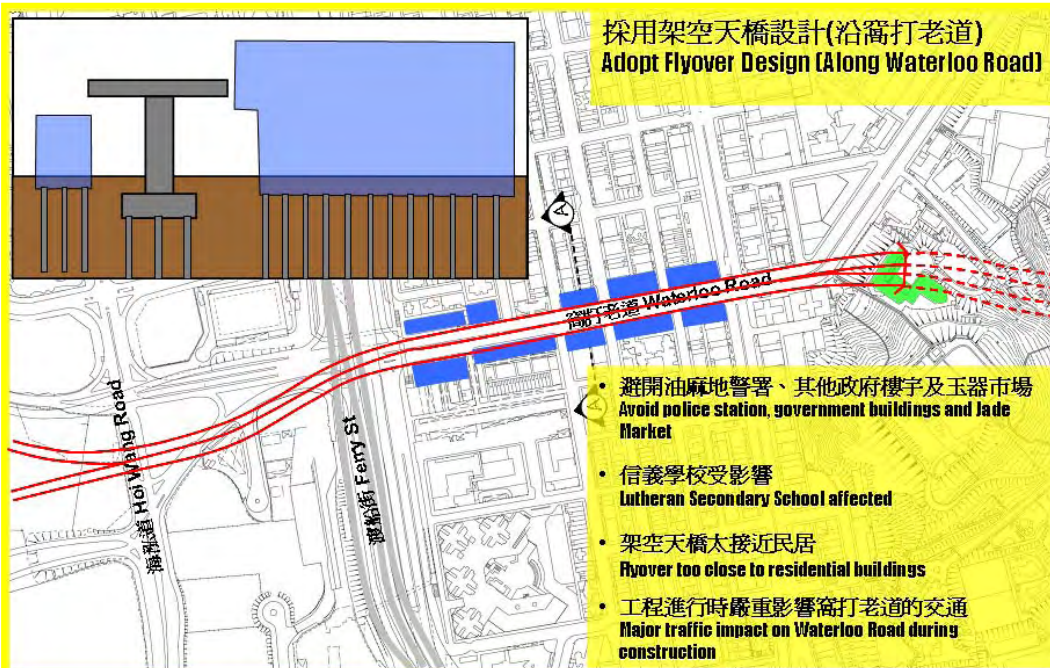 採用架空天橋設計(沿窩打老道)
Adopt Flyover Design (Along Waterloo Road)
A
窩打老道 Waterloo Road
海泓道 Hoi Wang Road
渡船街 Ferry St
A
• 避開油麻地警署、其他政府樓宇及玉器市場
Avoid police station, government buildings and Jade
Market
• 信義學校受影響
Lutheran Secondary School affected
• 架空天橋太接近民居
Flyover too close to residential buildings
• 工程進行時嚴重影響窩打老道的交通
Major traffic impact on Waterloo Road during
construction